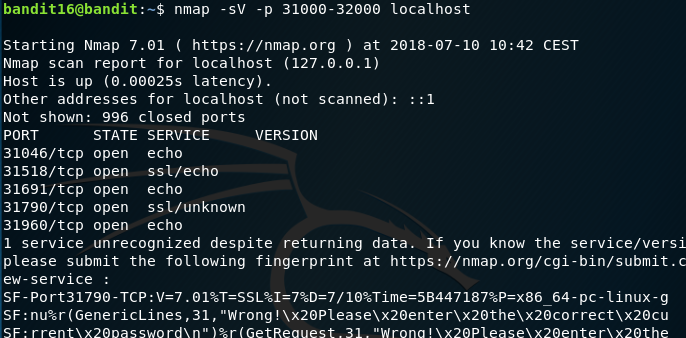 bandit16@bandit:~$ nmap -sV -p 31000-32000 localhost
Starting Nmap 7.01 ( https://nmap.org ) at 2018-07-10 10:42 CEST
Nmap scan report for localhost (127.0.0.1)
Host is up (0.00025s latency).
Other addresses for localhost (not scanned): ::1
Not shown: 996 closed ports
PORT      STATE SERVICE     VERSION
31046/tcp open  echo
31518/tcp open  ssl/echo
31691/tcp open  echo
31790/tcp open  ssl/unknown
31960/tcp open  echo
1 service unrecognized despite returning data. If you know the service/versi
please submit the following fingerprint at https://nmap.org/cgi-bin/submit.c
ew-service :
SF-Port31790-TCP:V=7.01%T=SSL%I=7%D=7/10%Time=5B447187%P=x86_64-pc-linux-g
SF:nu%r(GenericLines,31,"Wrong!\x20Please\x20enter\x20the\x20correct\x20cu
SF:rrent\x20password\n")%r(GetRequest,31,"Wrong!\x20Please\x20enter\x20the